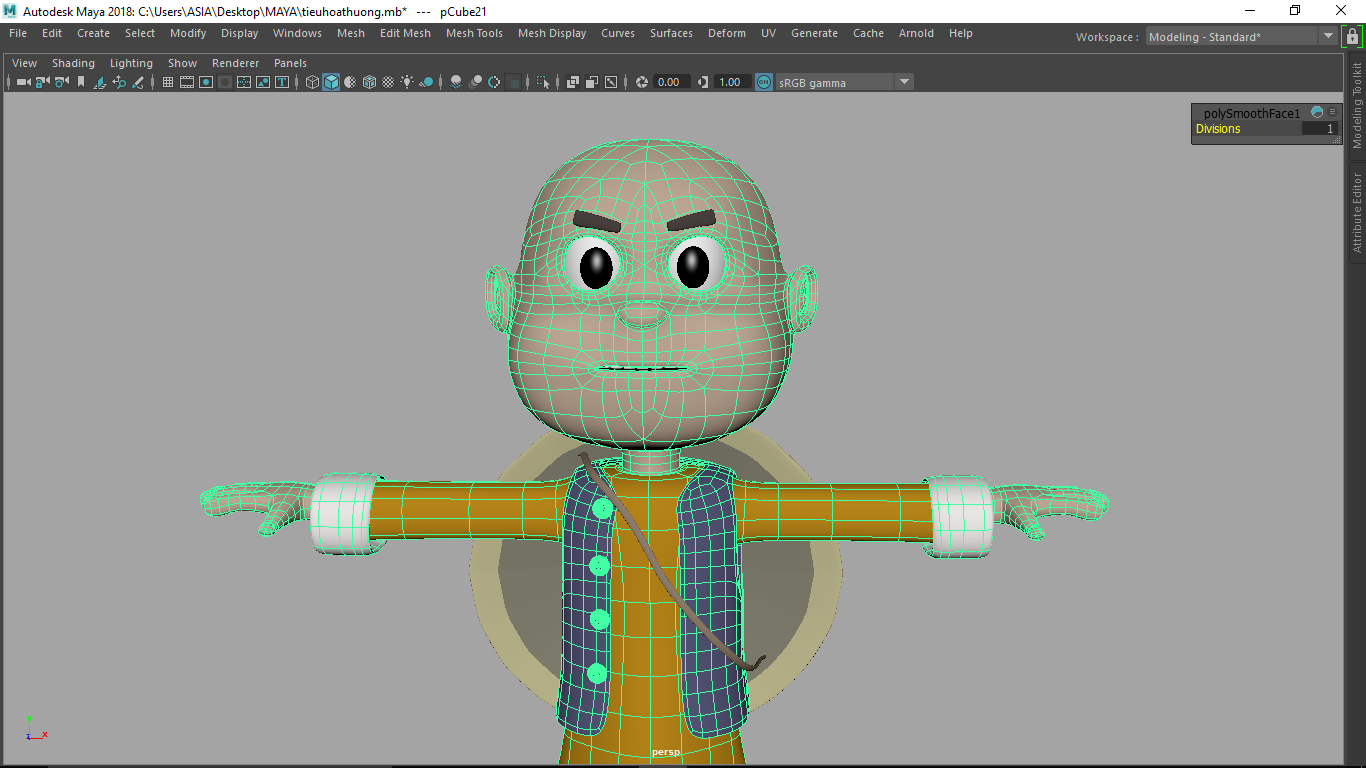 Autodesk Maya 2018: C:\Users\ASIA\Desktop\MAYA\tieuhoathuong.mb* --- pCube21
File Edit Create Select Modify Display Windows Mesh Edit Mesh Mesh Tools Mesh Display Curves Surfaces Deform UV Generate Cache Arnold Help Workspace : Modeling - Standard*
View Shading Lighting Show Renderer Panels
0.00 1.00 ON sRGB gamma
polySmoothFace1
Divisions 1
Modeling Toolkit
Attribute Editor
y
z x
persp